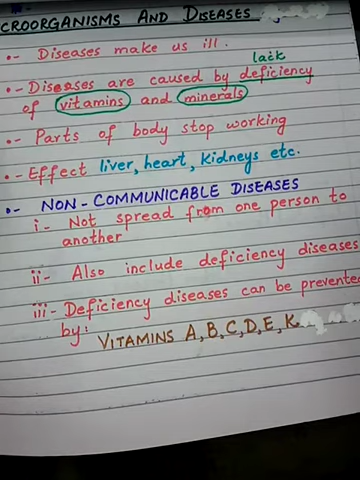 CROORGANISMS AND DISEASES
•- Diseases make us ill.
lack
•- Diseases are caused by deficiency
of vitamins and minerals
•- Parts of body stop working
•- Effect liver, heart, kidneys etc.
•- NON-COMMUNICABLE DISEASES
i- Not spread from one person to
another
ii- Also include deficiency diseases
iii- Deficiency diseases can be prevented
by:
VITAMINS A, B, C, D, E, K